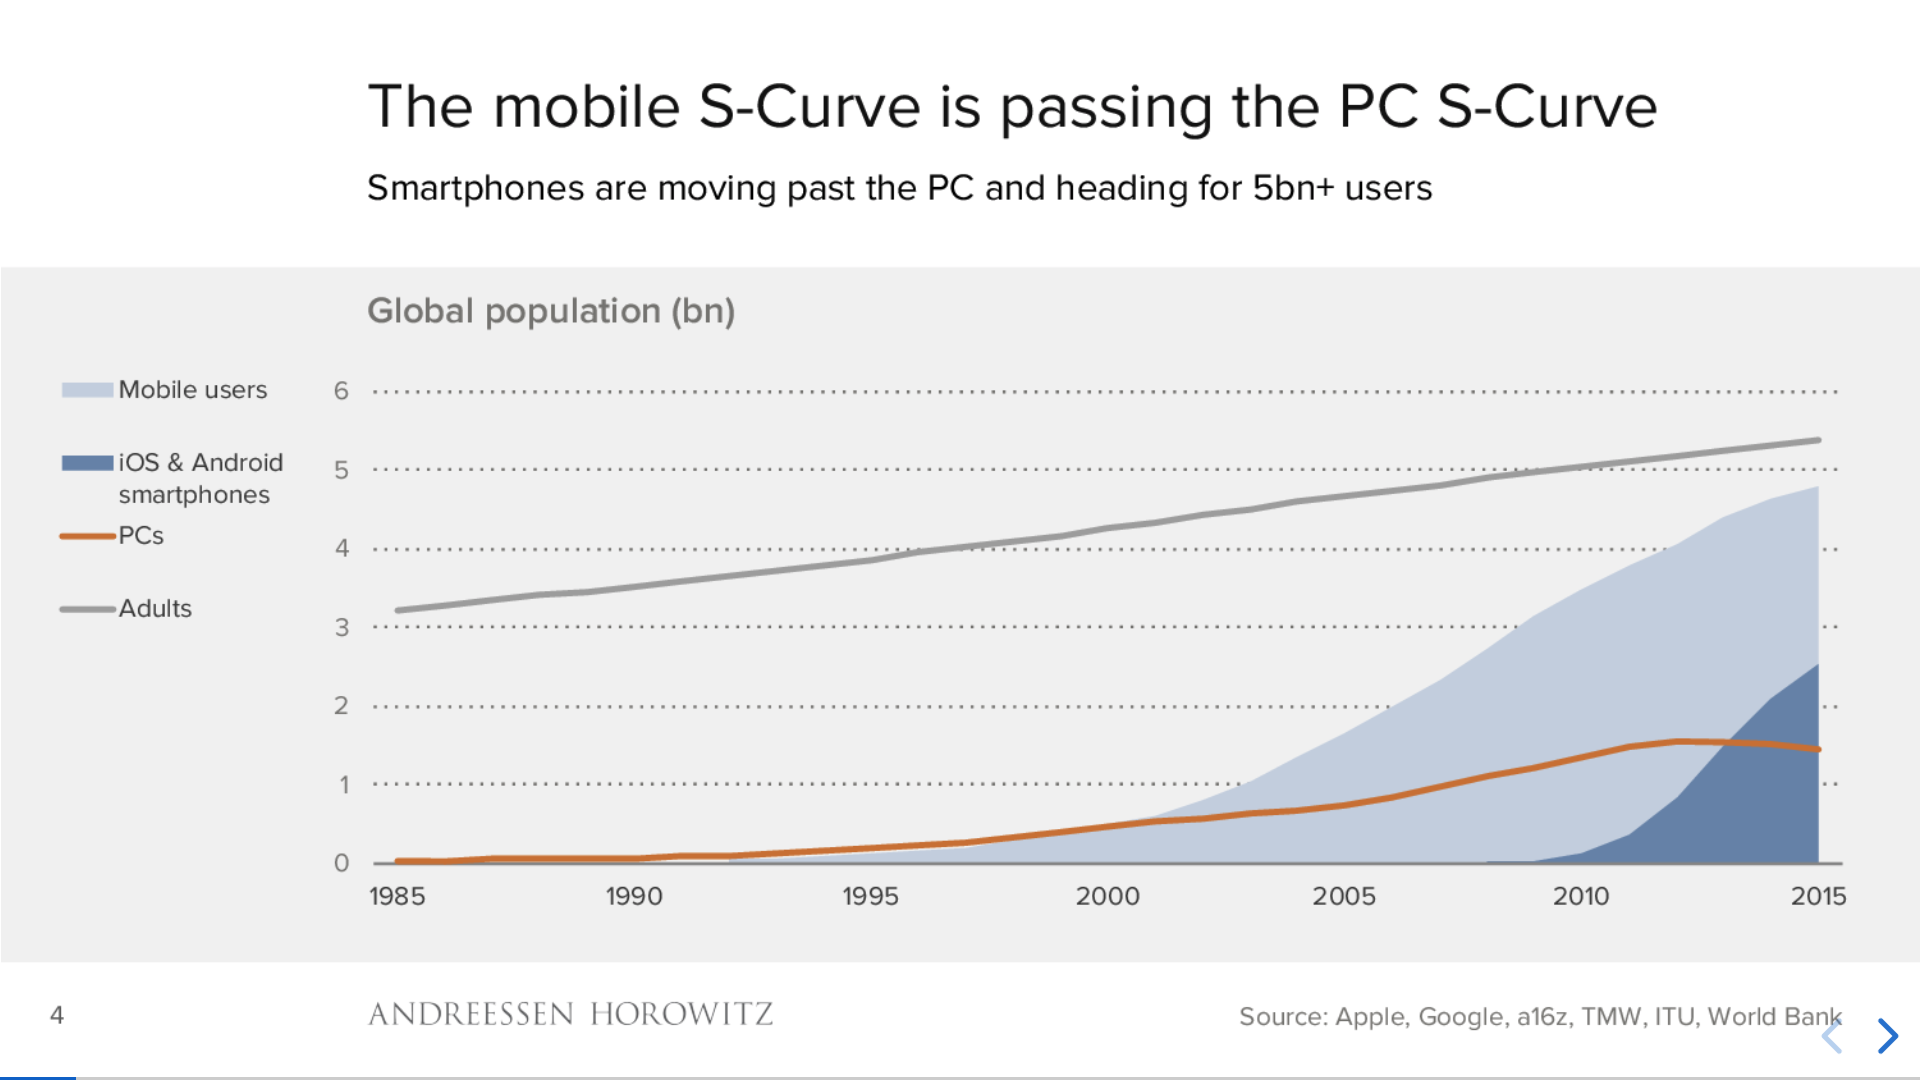 The mobile S-Curve is passing the PC S-Curve
Smartphones are moving past the PC and heading for 5bn+ users
Global population (bn)
Mobile users
iOS & Android
smartphones
PCs
Adults
6
5
4
3
2
1
0
1985 1990 1995 2000 2005 2010 2015
4
ANDREESSEN HOROWITZ
Source: Apple, Google, a16z, TMW, ITU, World Bank